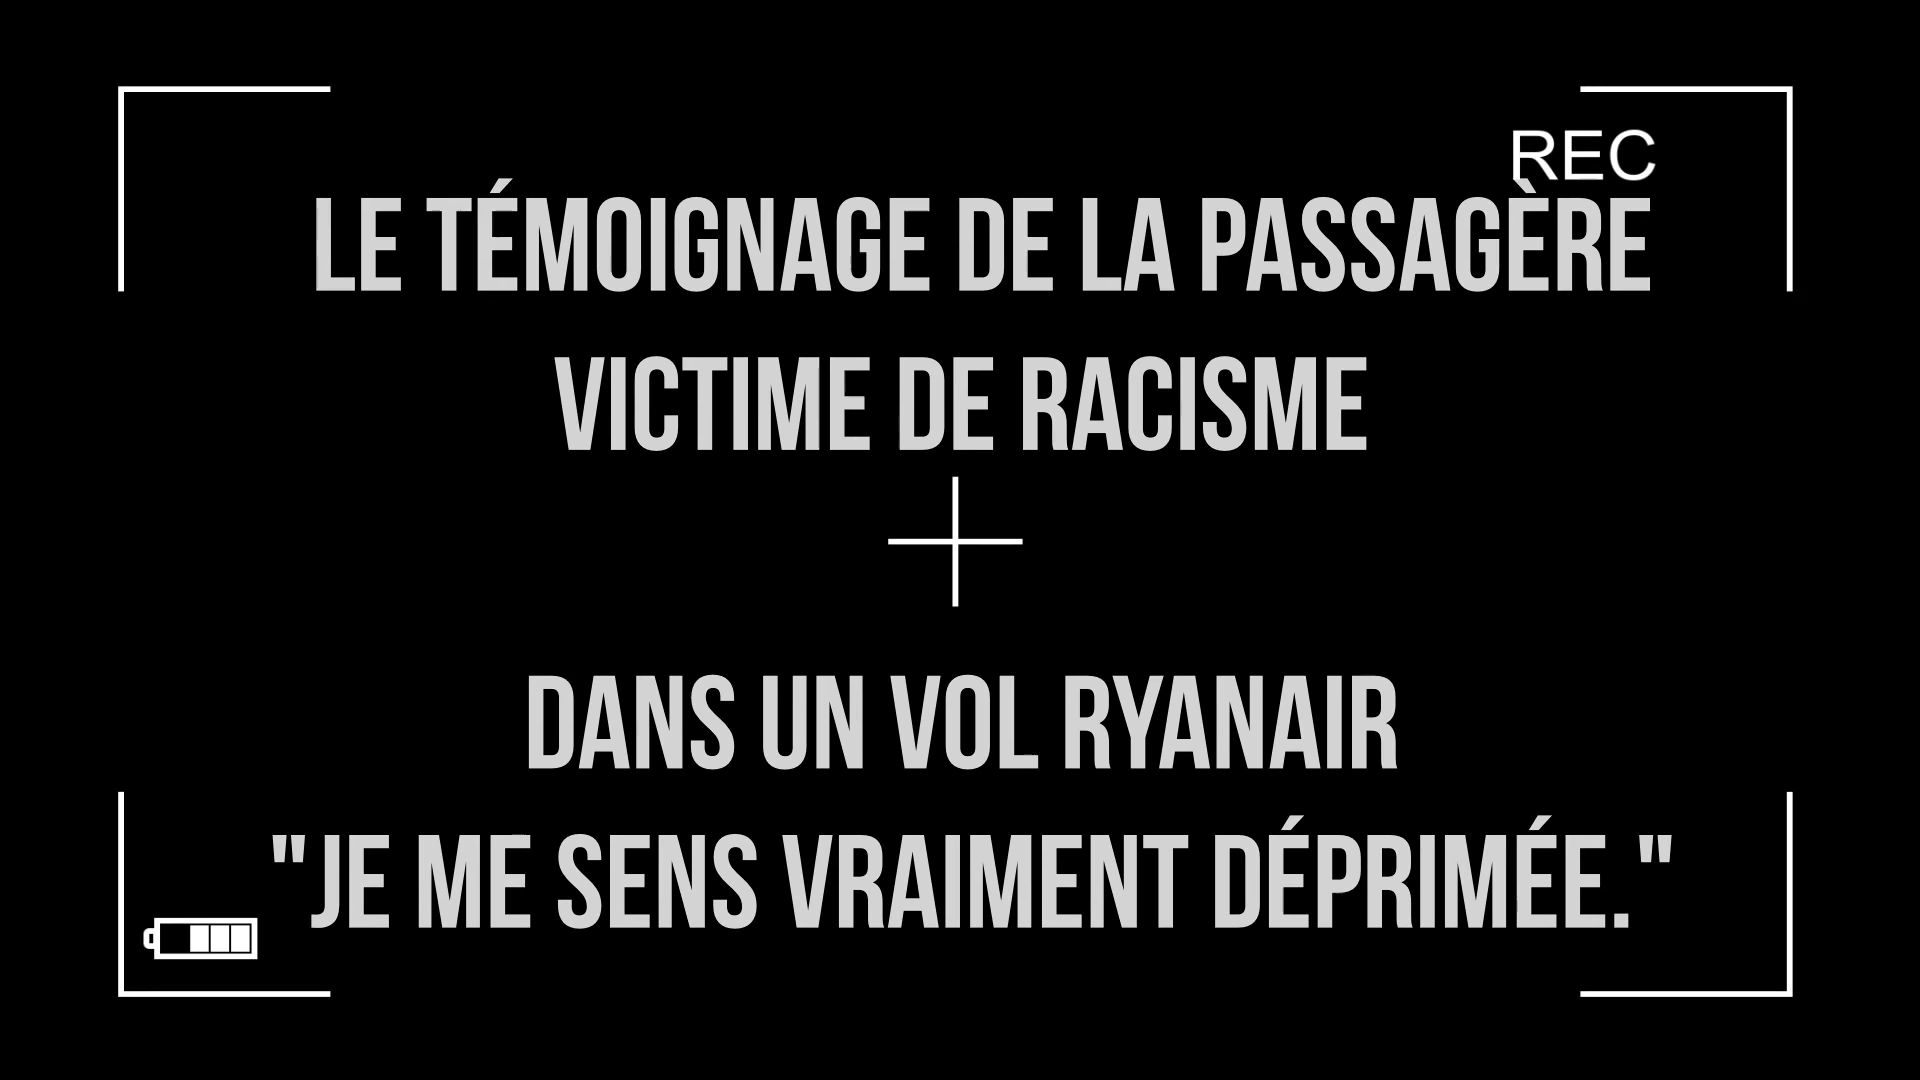 REC
LE TÉMOIGNAGE DE LA PASSAGÈRE
VICTIME DE RACISME
DANS UN VOL RYANAIR
"JE ME SENS VRAIMENT DÉPRIMÉE."